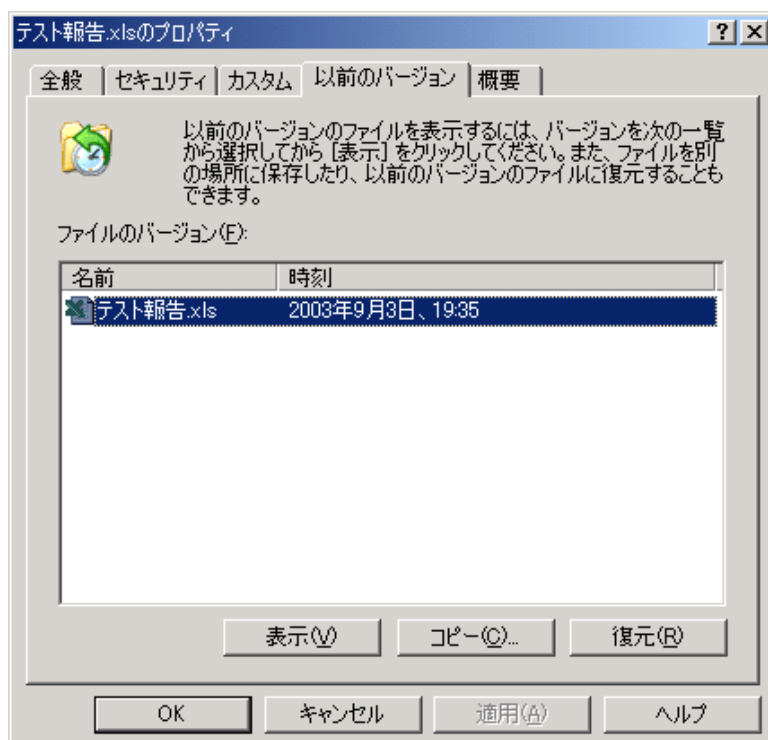 テスト報告.xlsのプロパティ
全般 セキュリティ カスタム 以前のバージョン 概要
以前のバージョンのファイルを表示するには、バージョンを次の一覧
から選択してから [表示] をクリックしてください。また、ファイルを別
の場所に保存したり、以前のバージョンのファイルに復元することも
できます。
ファイルのバージョン(F):
名前 時刻
テスト報告.xls 2003年9月3日、19:35
表示(V) コピー(C)... 復元(R)
OK キャンセル 適用(A) ヘルプ